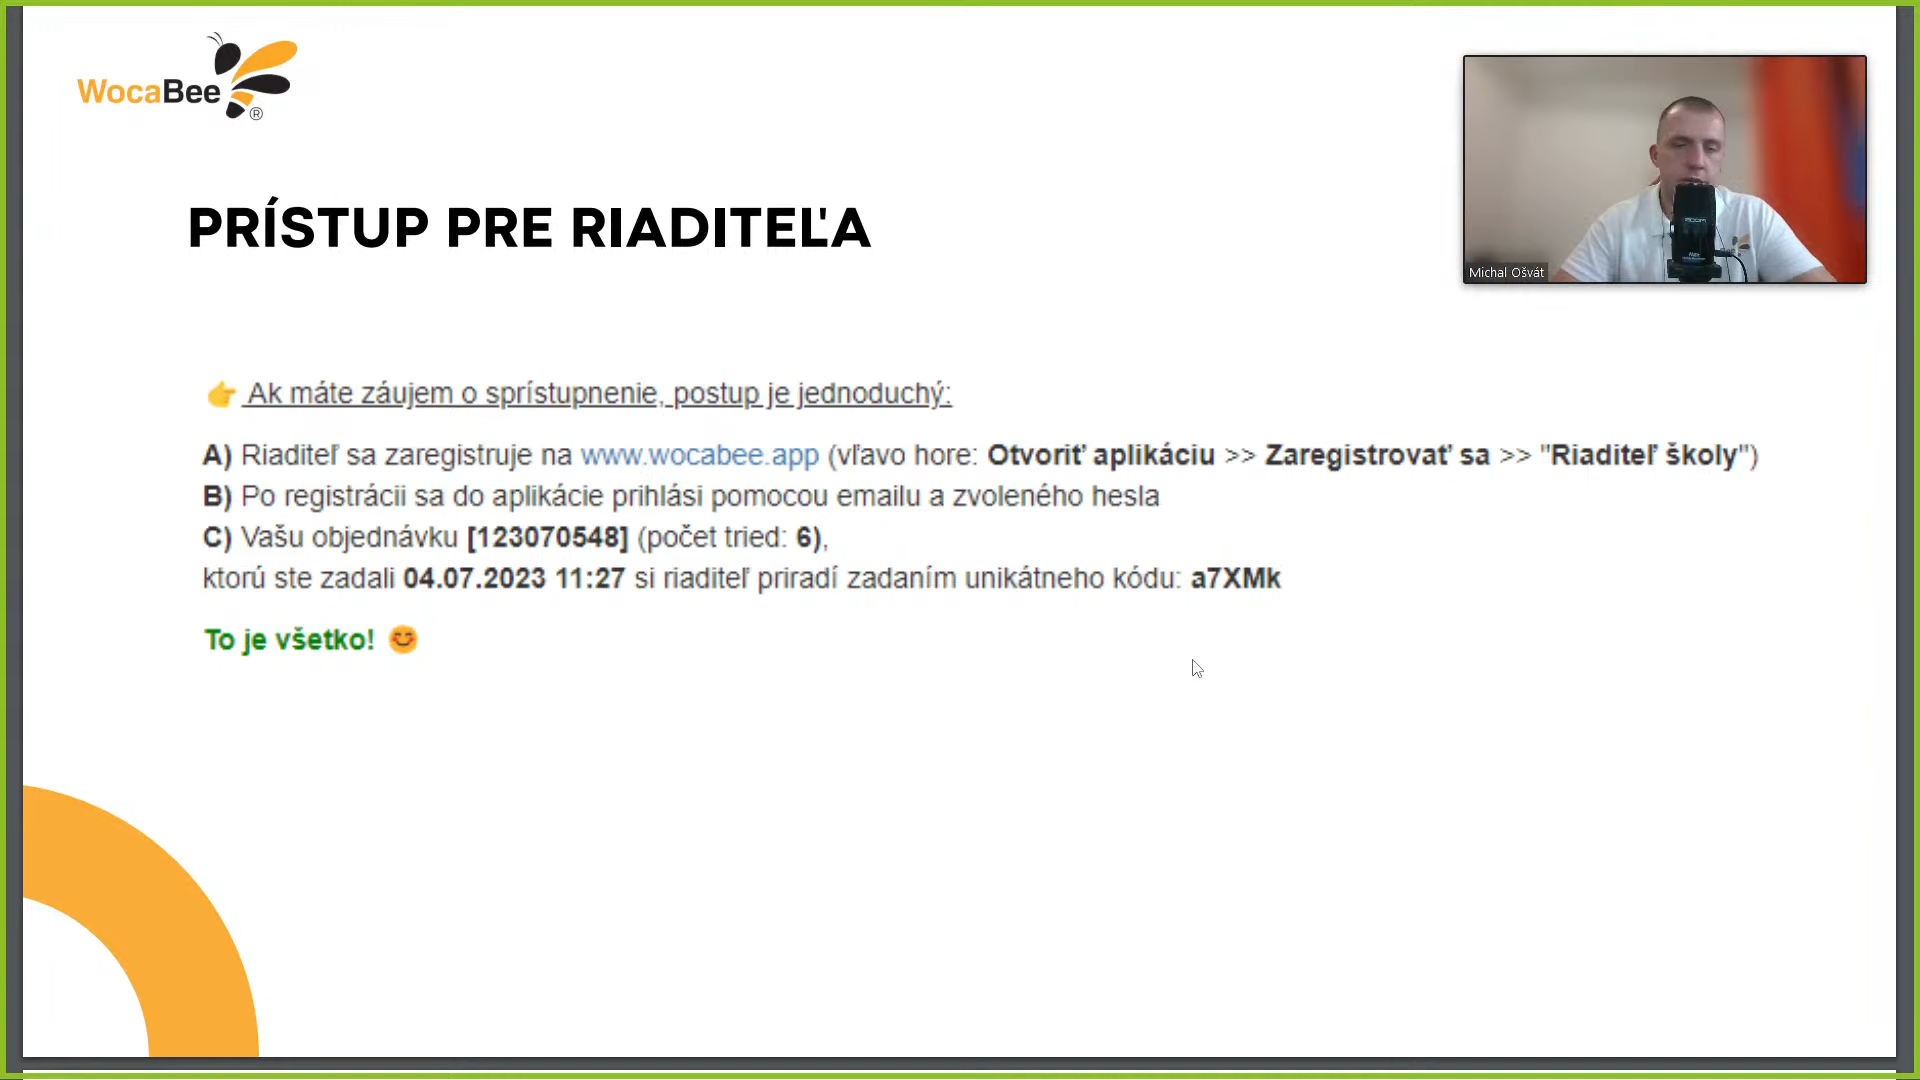 WocaBee
®
PRÍSTUP PRE RIADITEĽA
Michal Ošvát
👉 Ak máte záujem o sprístupnenie, postup je jednoduchý:
A) Riaditeľ sa zaregistruje na www.wocabee.app (vľavo hore: Otvoriť aplikáciu >> Zaregistrovať sa >> "Riaditeľ školy")
B) Po registrácii sa do aplikácie prihlási pomocou emailu a zvoleného hesla
C) Vašu objednávku [123070548] (počet tried: 6),
ktorú ste zadali 04.07.2023 11:27 si riaditeľ priradí zadaním unikátneho kódu: a7XMk
To je všetko! 😊